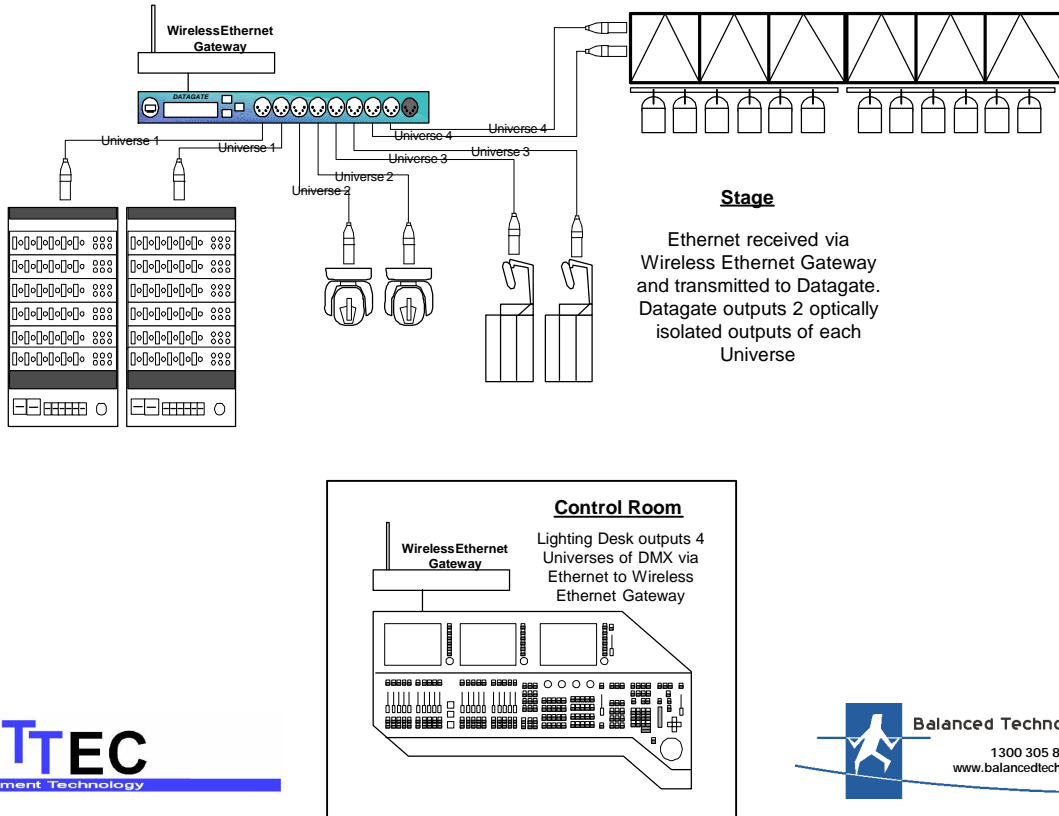 WirelessEthernet
Gateway
DATAGATE
Universe 4
Universe 4
Universe 1
Universe 1
Universe 3
Universe 3
Universe 2
Universe 2
Stage
Ethernet received via
Wireless Ethernet Gateway
and transmitted to Datagate.
Datagate outputs 2 optically
isolated outputs of each
Universe
Control Room
Lighting Desk outputs 4
Universes of DMX via
Ethernet to Wireless
Ethernet Gateway
WirelessEthernet
Gateway
TTEC
ment Technology
Balanced Techno
1300 305 8
www.balancedtech